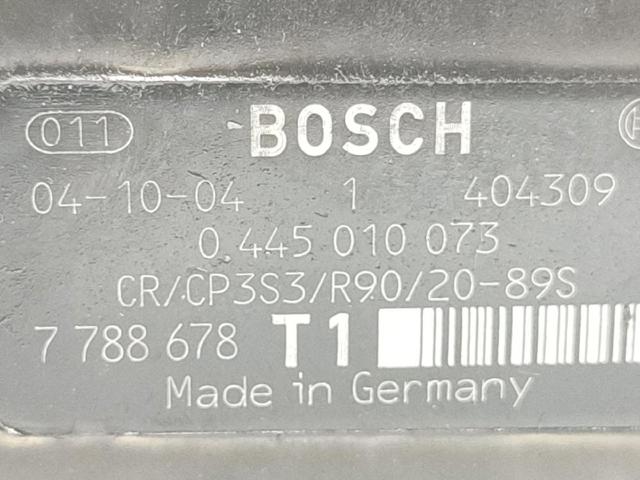 011 BOSCH
04-10-04 1 404309
0 445 010 073
CR/CP3S3/R90/20-89S
7 788 678 T1
Made in Germany